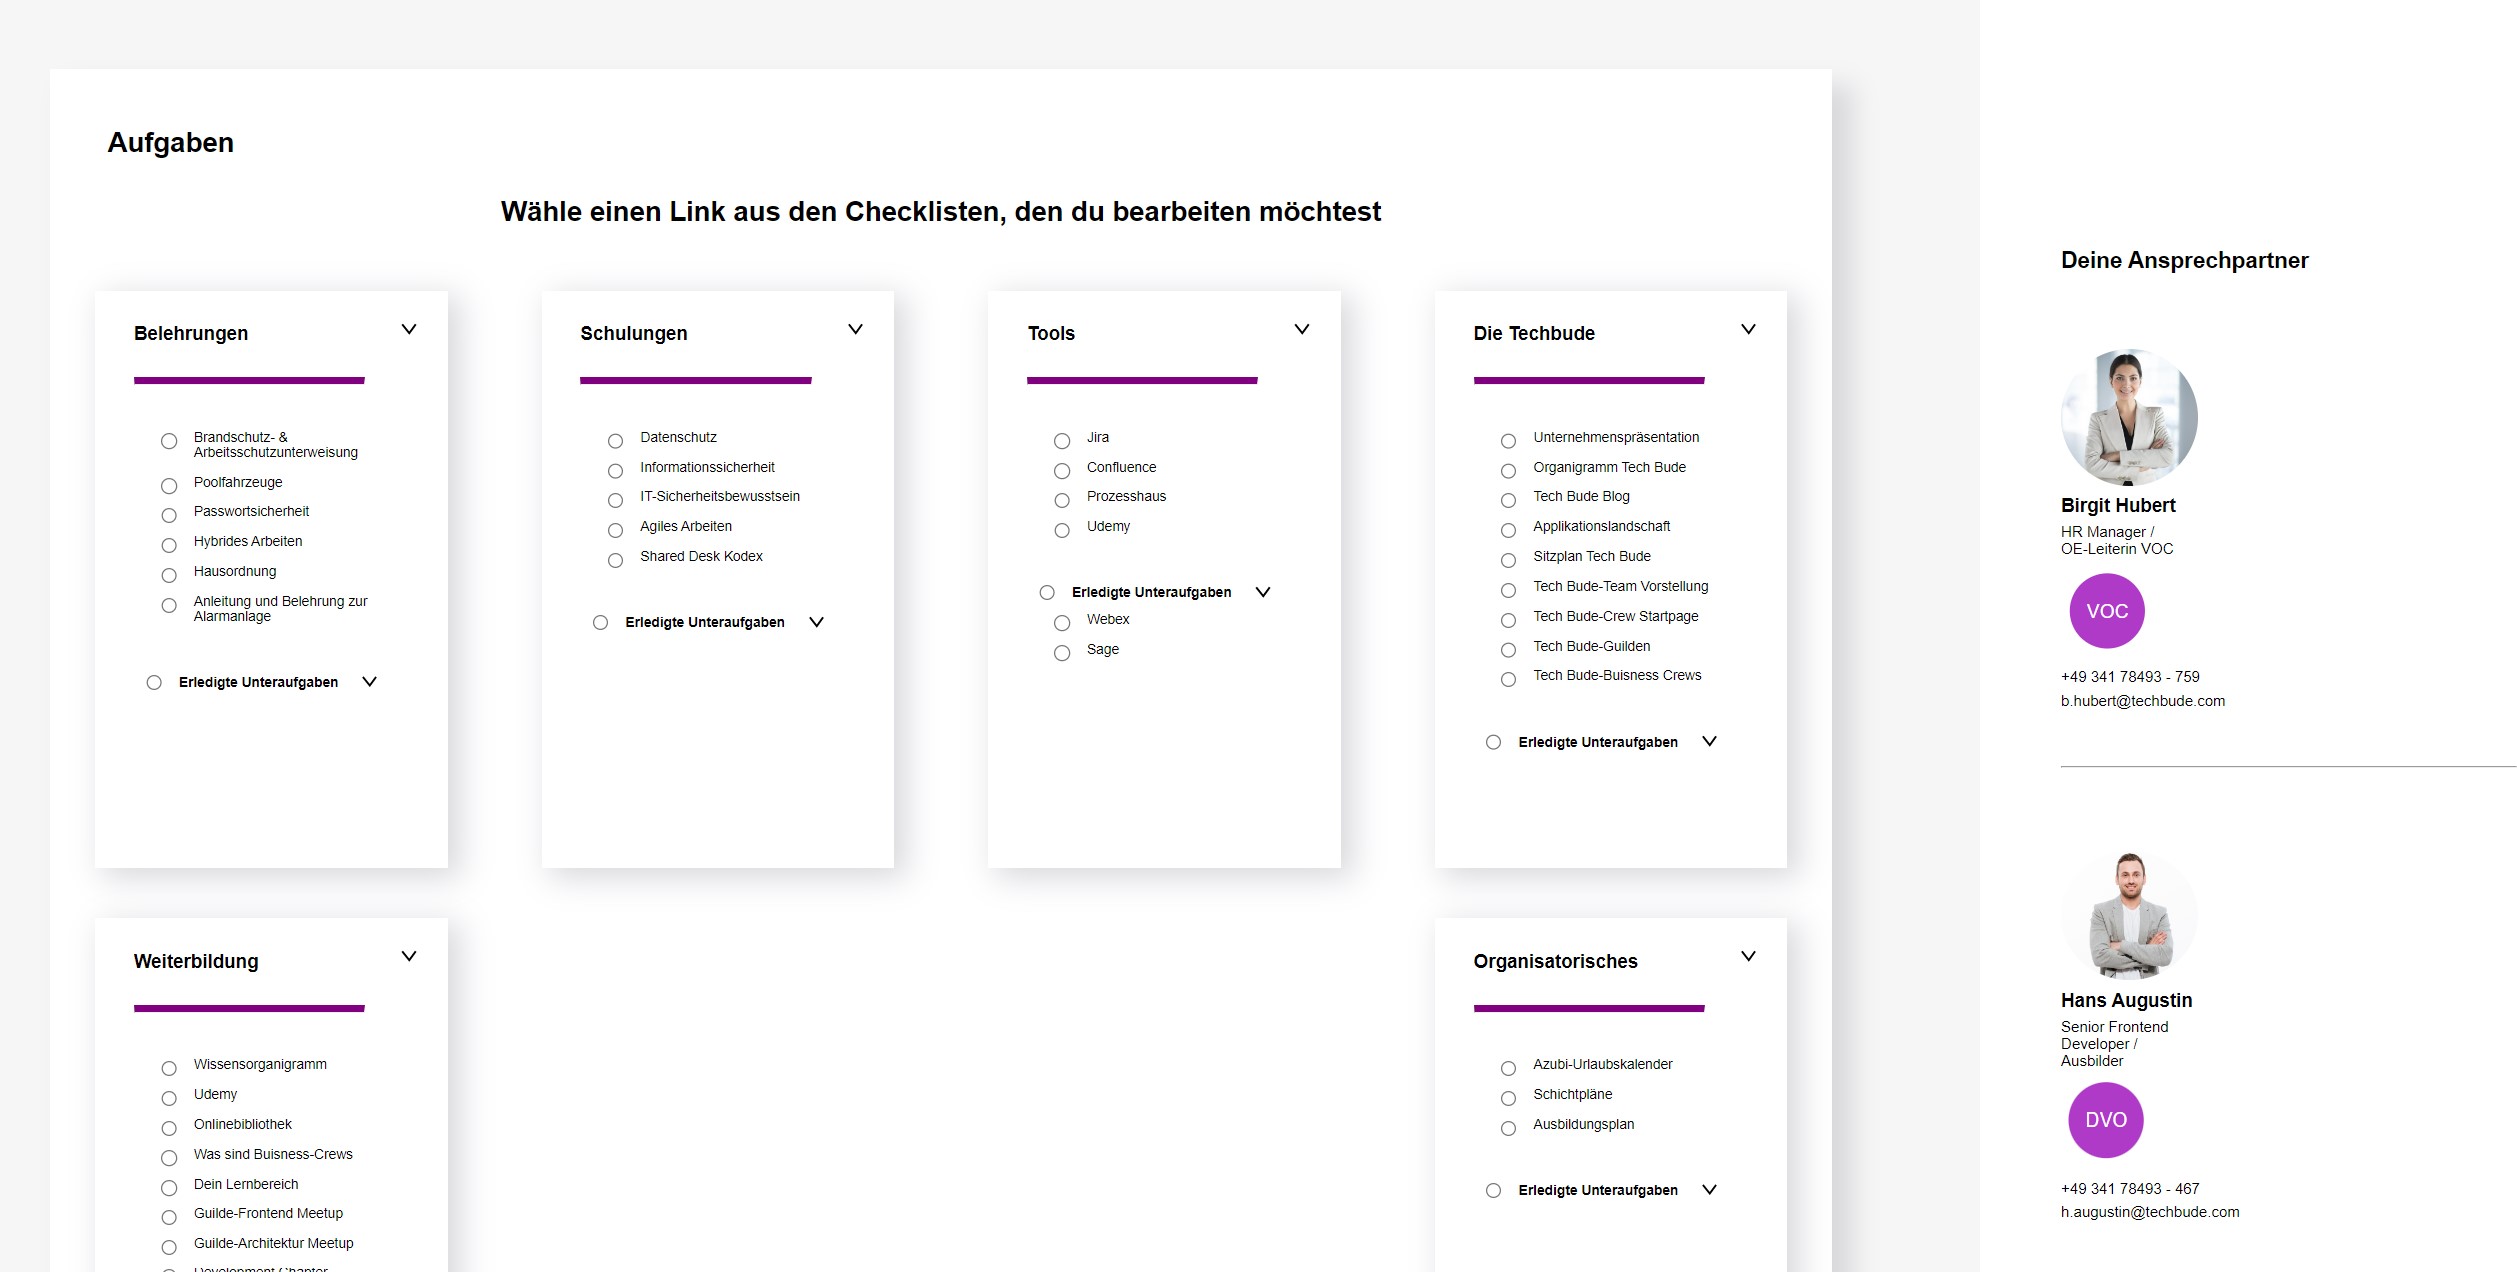 Aufgaben
Wähle einen Link aus den Checklisten, den du bearbeiten möchtest
Belehrungen
Brandschutz- &
Arbeitsschutzunterweisung
Poolfahrzeuge
Passwortsicherheit
Hybrides Arbeiten
Hausordnung
Anleitung und Belehrung zur
Alarmanlage
Erledigte Unteraufgaben
Schulungen
Datenschutz
Informationssicherheit
IT-Sicherheitsbewusstsein
Agiles Arbeiten
Shared Desk Kodex
Erledigte Unteraufgaben
Tools
Jira
Confluence
Prozesshaus
Udemy
Erledigte Unteraufgaben
Webex
Sage
Die Techbude
Unternehmenspräsentation
Organigramm Tech Bude
Tech Bude Blog
Applikationslandschaft
Sitzplan Tech Bude
Tech Bude-Team Vorstellung
Tech Bude-Crew Startpage
Tech Bude-Guilden
Tech Bude-Buisness Crews
Erledigte Unteraufgaben
Weiterbildung
Wissensorganigramm
Udemy
Onlinebibliothek
Was sind Buisness-Crews
Dein Lernbereich
Guilde-Frontend Meetup
Guilde-Architektur Meetup
Development Chapter
Organisatorisches
Azubi-Urlaubskalender
Schichtpläne
Ausbildungsplan
Erledigte Unteraufgaben
Deine Ansprechpartner
Birgit Hubert
HR Manager /
OE-Leiterin VOC
VOC
+49 341 78493 - 759
b.hubert@techbude.com
Hans Augustin
Senior Frontend
Developer /
Ausbilder
DVO
+49 341 78493 - 467
h.augustin@techbude.com